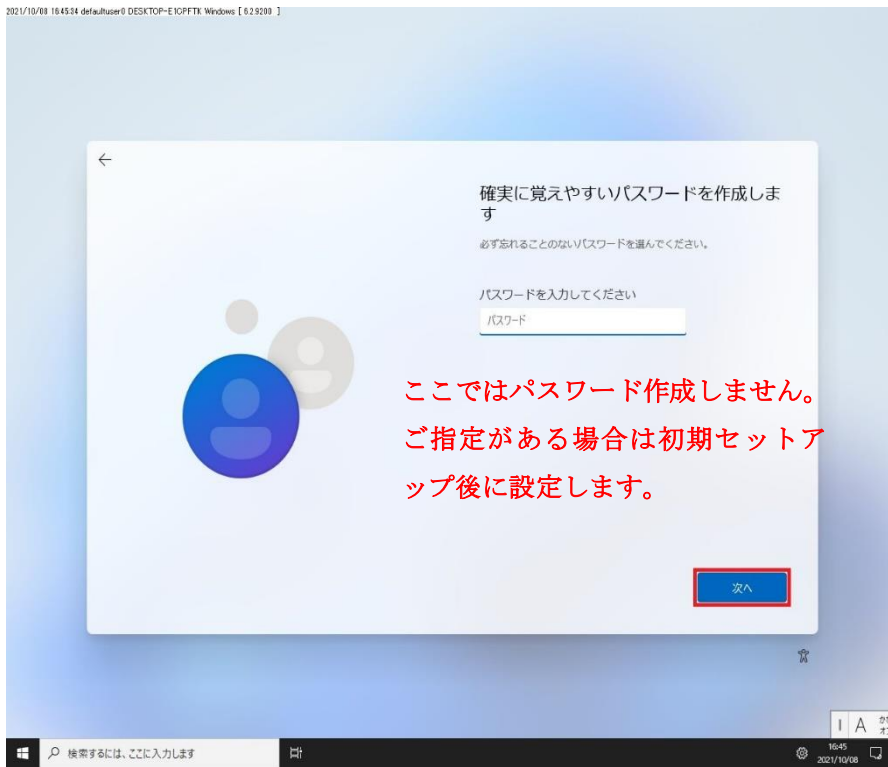 2021/10/08 16:45:34 defaultuser0 DESKTOP-E1GPFTK Windows [ 6.2.9200 ]
確実に覚えやすいパスワードを作成しま
す
必ず忘れることのないパスワードを選んでください。
パスワードを入力してください
パスワード
ここではパスワード作成しません。
ご指定がある場合は初期セットア
ップ後に設定します。
次へ
A
検索するには、ここに入力します
16:45
2021/10/08